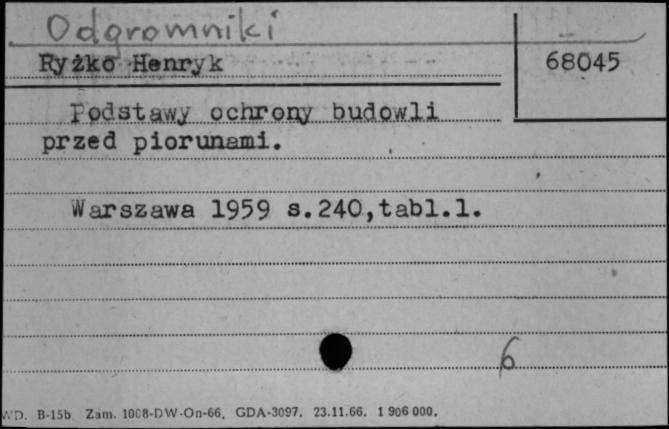 Odgromniki
Ryżko Henryk
68045
Podstawy ochrony budowli
przed piorunami.
Warszawa 1959 s.240,tabl.1.
6
WD. B-15b Zam. 1008-DW-On-66, GDA-3097. 23.11.66. 1 906 000.